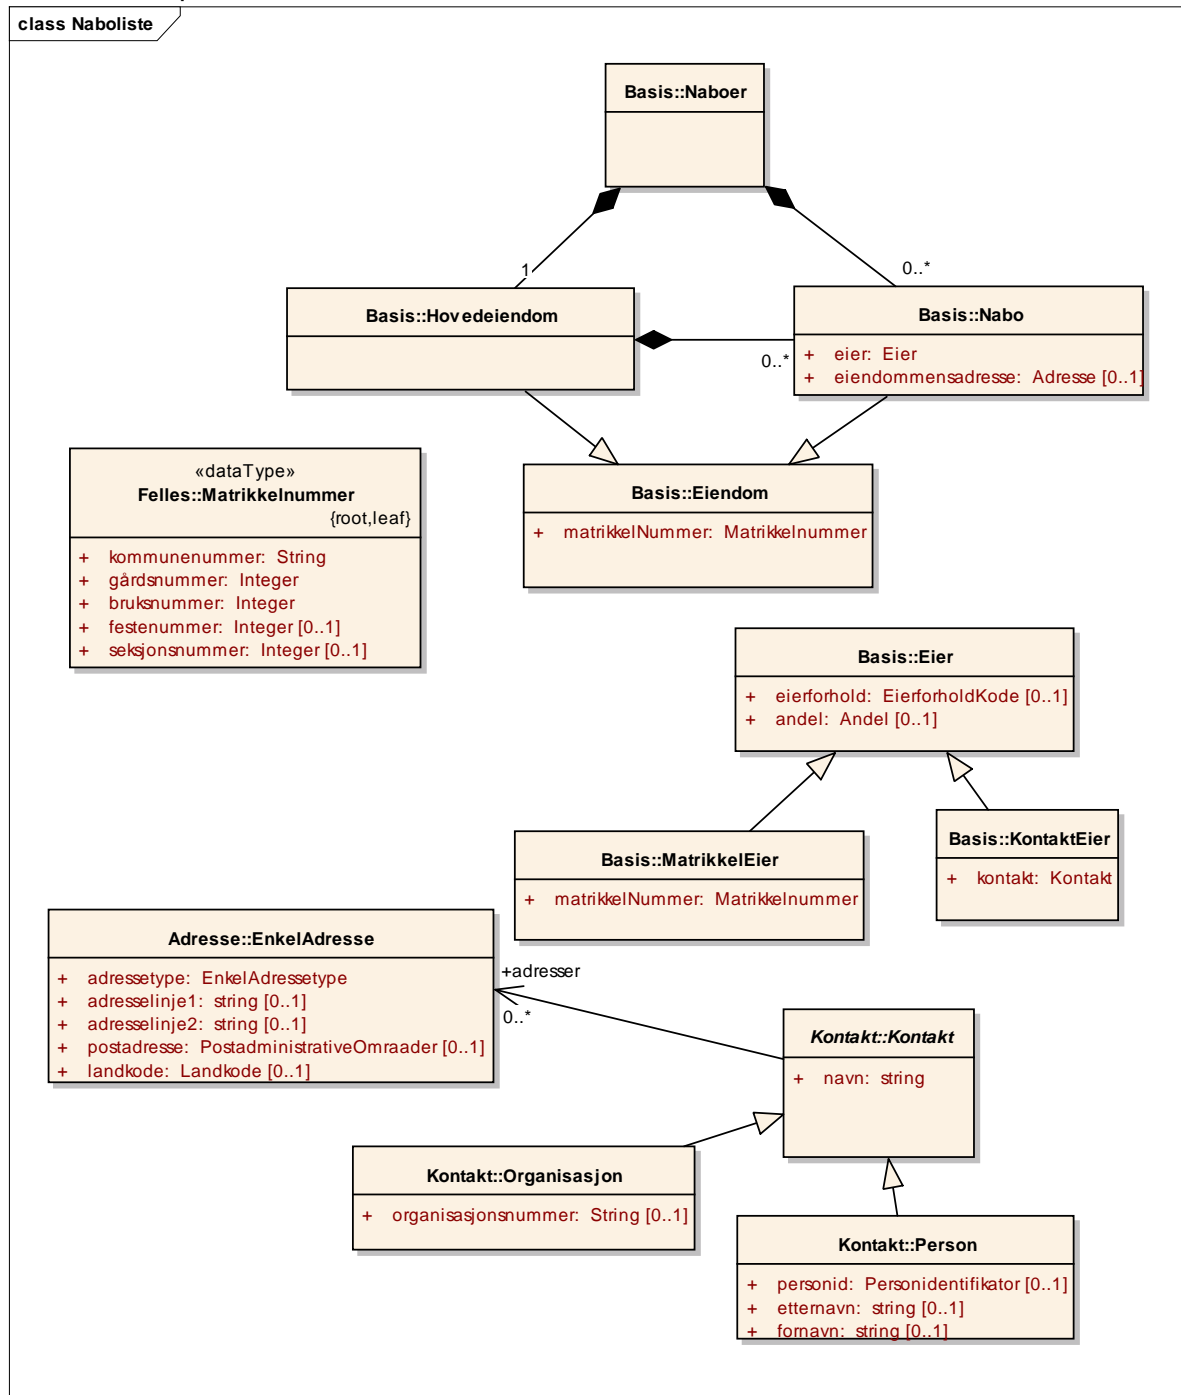 class Naboliste
Basis::Naboer
1
0..*
Basis::Hovedeiendom
0..*
Basis::Nabo
+ eier: Eier
+ eiendommensadresse: Adresse [0..1]
«dataType»
Felles::Matrikkelnummer
{root,leaf}
+ kommunenummer: String
+ gårdsnummer: Integer
+ bruksnummer: Integer
+ festenummer: Integer [0..1]
+ seksjonsnummer: Integer [0..1]
Basis::Eiendom
+ matrikkelNummer: Matrikkelnummer
Basis::Eier
+ eierforhold: EierforholdKode [0..1]
+ andel: Andel [0..1]
Basis::MatrikkelEier
+ matrikkelNummer: Matrikkelnummer
Basis::KontaktEier
+ kontakt: Kontakt
Adresse::EnkelAdresse
+ adressetype: EnkelAdressetype
+ adresselinje1: string [0..1]
+ adresselinje2: string [0..1]
+ postadresse: PostadministrativeOmraader [0..1]
+ landkode: Landkode [0..1]
+adresser
0..*
Kontakt::Kontakt
+ navn: string
Kontakt::Organisasjon
+ organisasjonsnummer: String [0..1]
Kontakt::Person
+ personid: Personidentifikator [0..1]
+ etternavn: string [0..1]
+ fornavn: string [0..1]